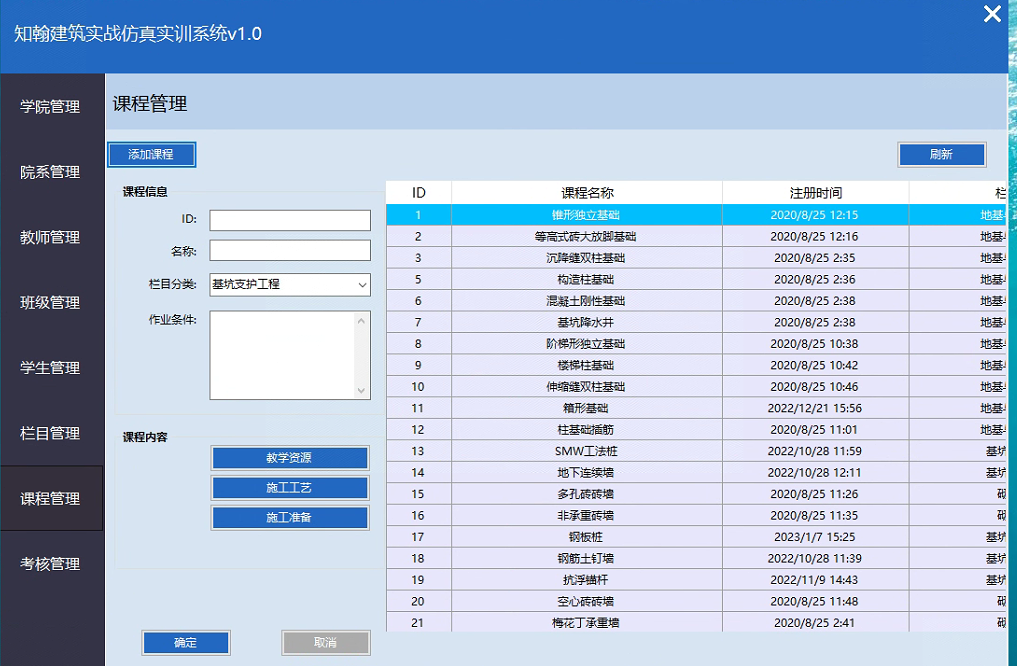 知翰建筑实战仿真实训系统v1.0
学院管理
院系管理
教师管理
班级管理
学生管理
栏目管理
课程管理
考核管理
课程管理
添加课程
刷新
课程信息
ID:
名称:
栏目分类: 基坑支护工程
作业条件:
课程内容
教学资源
施工工艺
施工准备
确定
取消
ID 课程名称 注册时间 栏
1 锥形独立基础 2020/8/25 12:15 地基
2 等高式砖大放脚基础 2020/8/25 12:16 地基
3 沉降缝双柱基础 2020/8/25 2:35 地基
4 构造柱基础 2020/8/25 2:36 地基
6 混凝土刚性基础 2020/8/25 2:38 地基
7 基坑降水井 2020/8/25 2:38 地基
8 阶梯形独立基础 2020/8/25 10:38 地基
9 楼梯柱基础 2020/8/25 10:42 地基
10 伸缩缝双柱基础 2020/8/25 10:46 地基
11 箱形基础 2022/12/21 15:56 地基
12 柱基础插筋 2020/8/25 11:01 地基
13 SMW工法桩 2022/10/28 11:59 基坑
14 地下连续墙 2022/10/28 12:11 基坑
15 多孔砖砖墙 2020/8/25 11:26 砌
16 非承重砖墙 2020/8/25 11:35 砌
17 钢板桩 2023/1/7 15:25 基坑
18 钢筋土钉墙 2022/10/28 11:39 基坑
19 抗浮锚杆 2022/11/9 14:43 基坑
20 空心砖砖墙 2020/8/25 11:48 砌
21 梅花丁承重墙 2020/8/25 2:41 砌